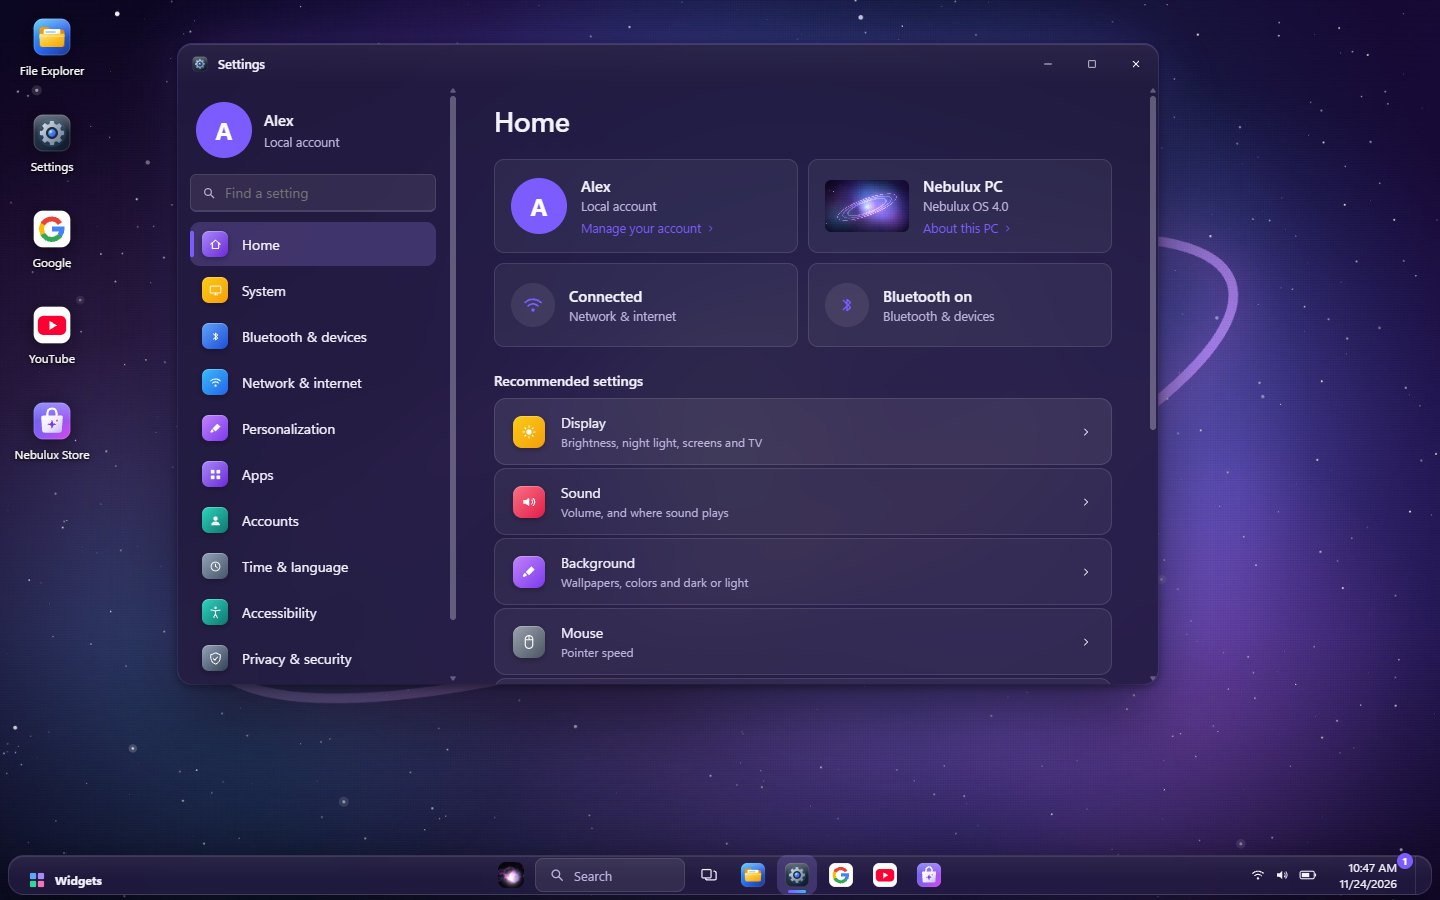 File Explorer
Settings
Google
YouTube
Nebulux Store
Settings
A
Alex
Local account
Find a setting
Home
System
Bluetooth & devices
Network & internet
Personalization
Apps
Accounts
Time & language
Accessibility
Privacy & security
Home
A
Alex
Local account
Manage your account
Nebulux PC
Nebulux OS 4.0
About this PC
Connected
Network & internet
Bluetooth on
Bluetooth & devices
Recommended settings
Display
Brightness, night light, screens and TV
Sound
Volume, and where sound plays
Background
Wallpapers, colors and dark or light
Mouse
Pointer speed
Widgets
Search
10:47 AM
11/24/2026
1